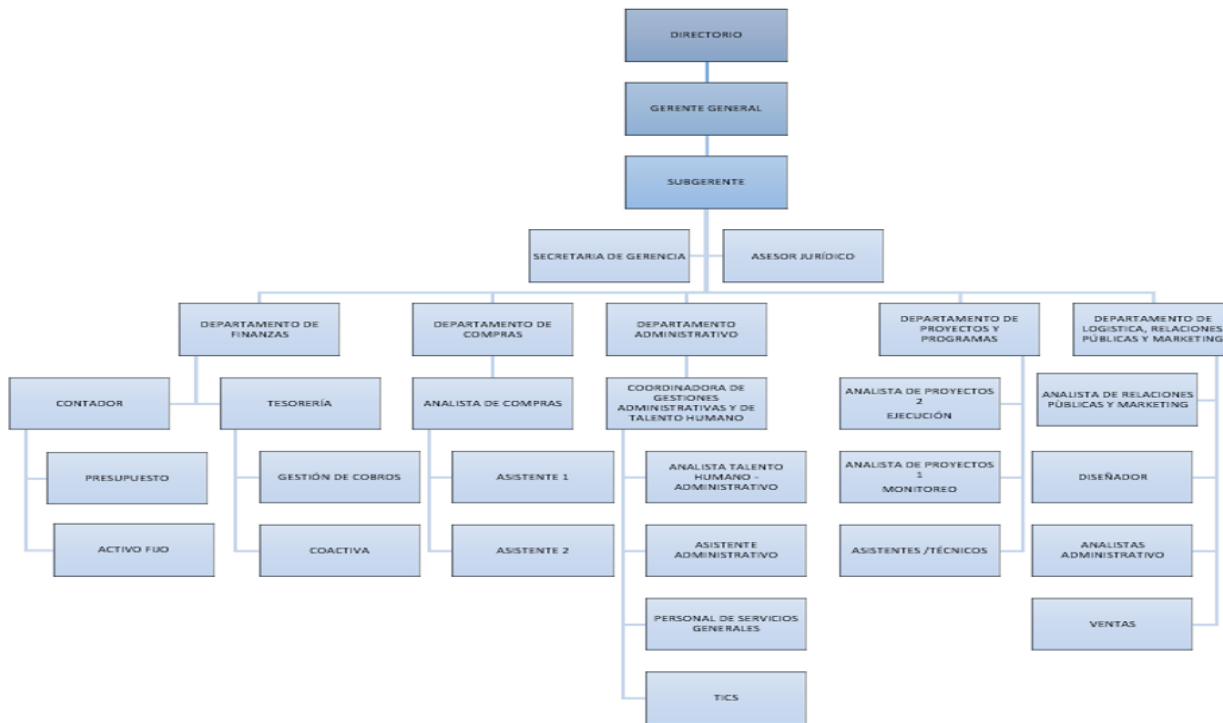 DIRECTORIO
GERENTE GENERAL
SUBGERENTE
SECRETARIA DE GERENCIA
ASESOR JURÍDICO
DEPARTAMENTO DE
FINANZAS
DEPARTAMENTO DE
COMPRAS
DEPARTAMENTO
ADMINISTRATIVO
DEPARTAMENTO DE
PROYECTOS Y
PROGRAMAS
DEPARTAMENTO DE
LOGISTICA, RELACIONES
PÚBLICAS Y MARKETING
CONTADOR
TESORERÍA
ANALISTA DE COMPRAS
COORDINADORA DE
GESTIONES
ADMINISTRATIVAS Y DE
TALENTO HUMANO
ANALISTA DE PROYECTOS
2
EJECUCIÓN
ANALISTA DE RELACIONES
PÙBLICAS Y MARKETING
PRESUPUESTO
GESTIÓN DE COBROS
ASISTENTE 1
ANALISTA TALENTO
HUMANO -
ADMINISTRATIVO
ANALISTA DE PROYECTOS
1
MONITOREO
DISEÑADOR
ACTIVO FIJO
COACTIVA
ASISTENTE 2
ASISTENTE
ADMINISTRATIVO
ASISTENTES /TÉCNICOS
ANALISTAS
ADMINISTRATIVO
PERSONAL DE SERVICIOS
GENERALES
VENTAS
TICS